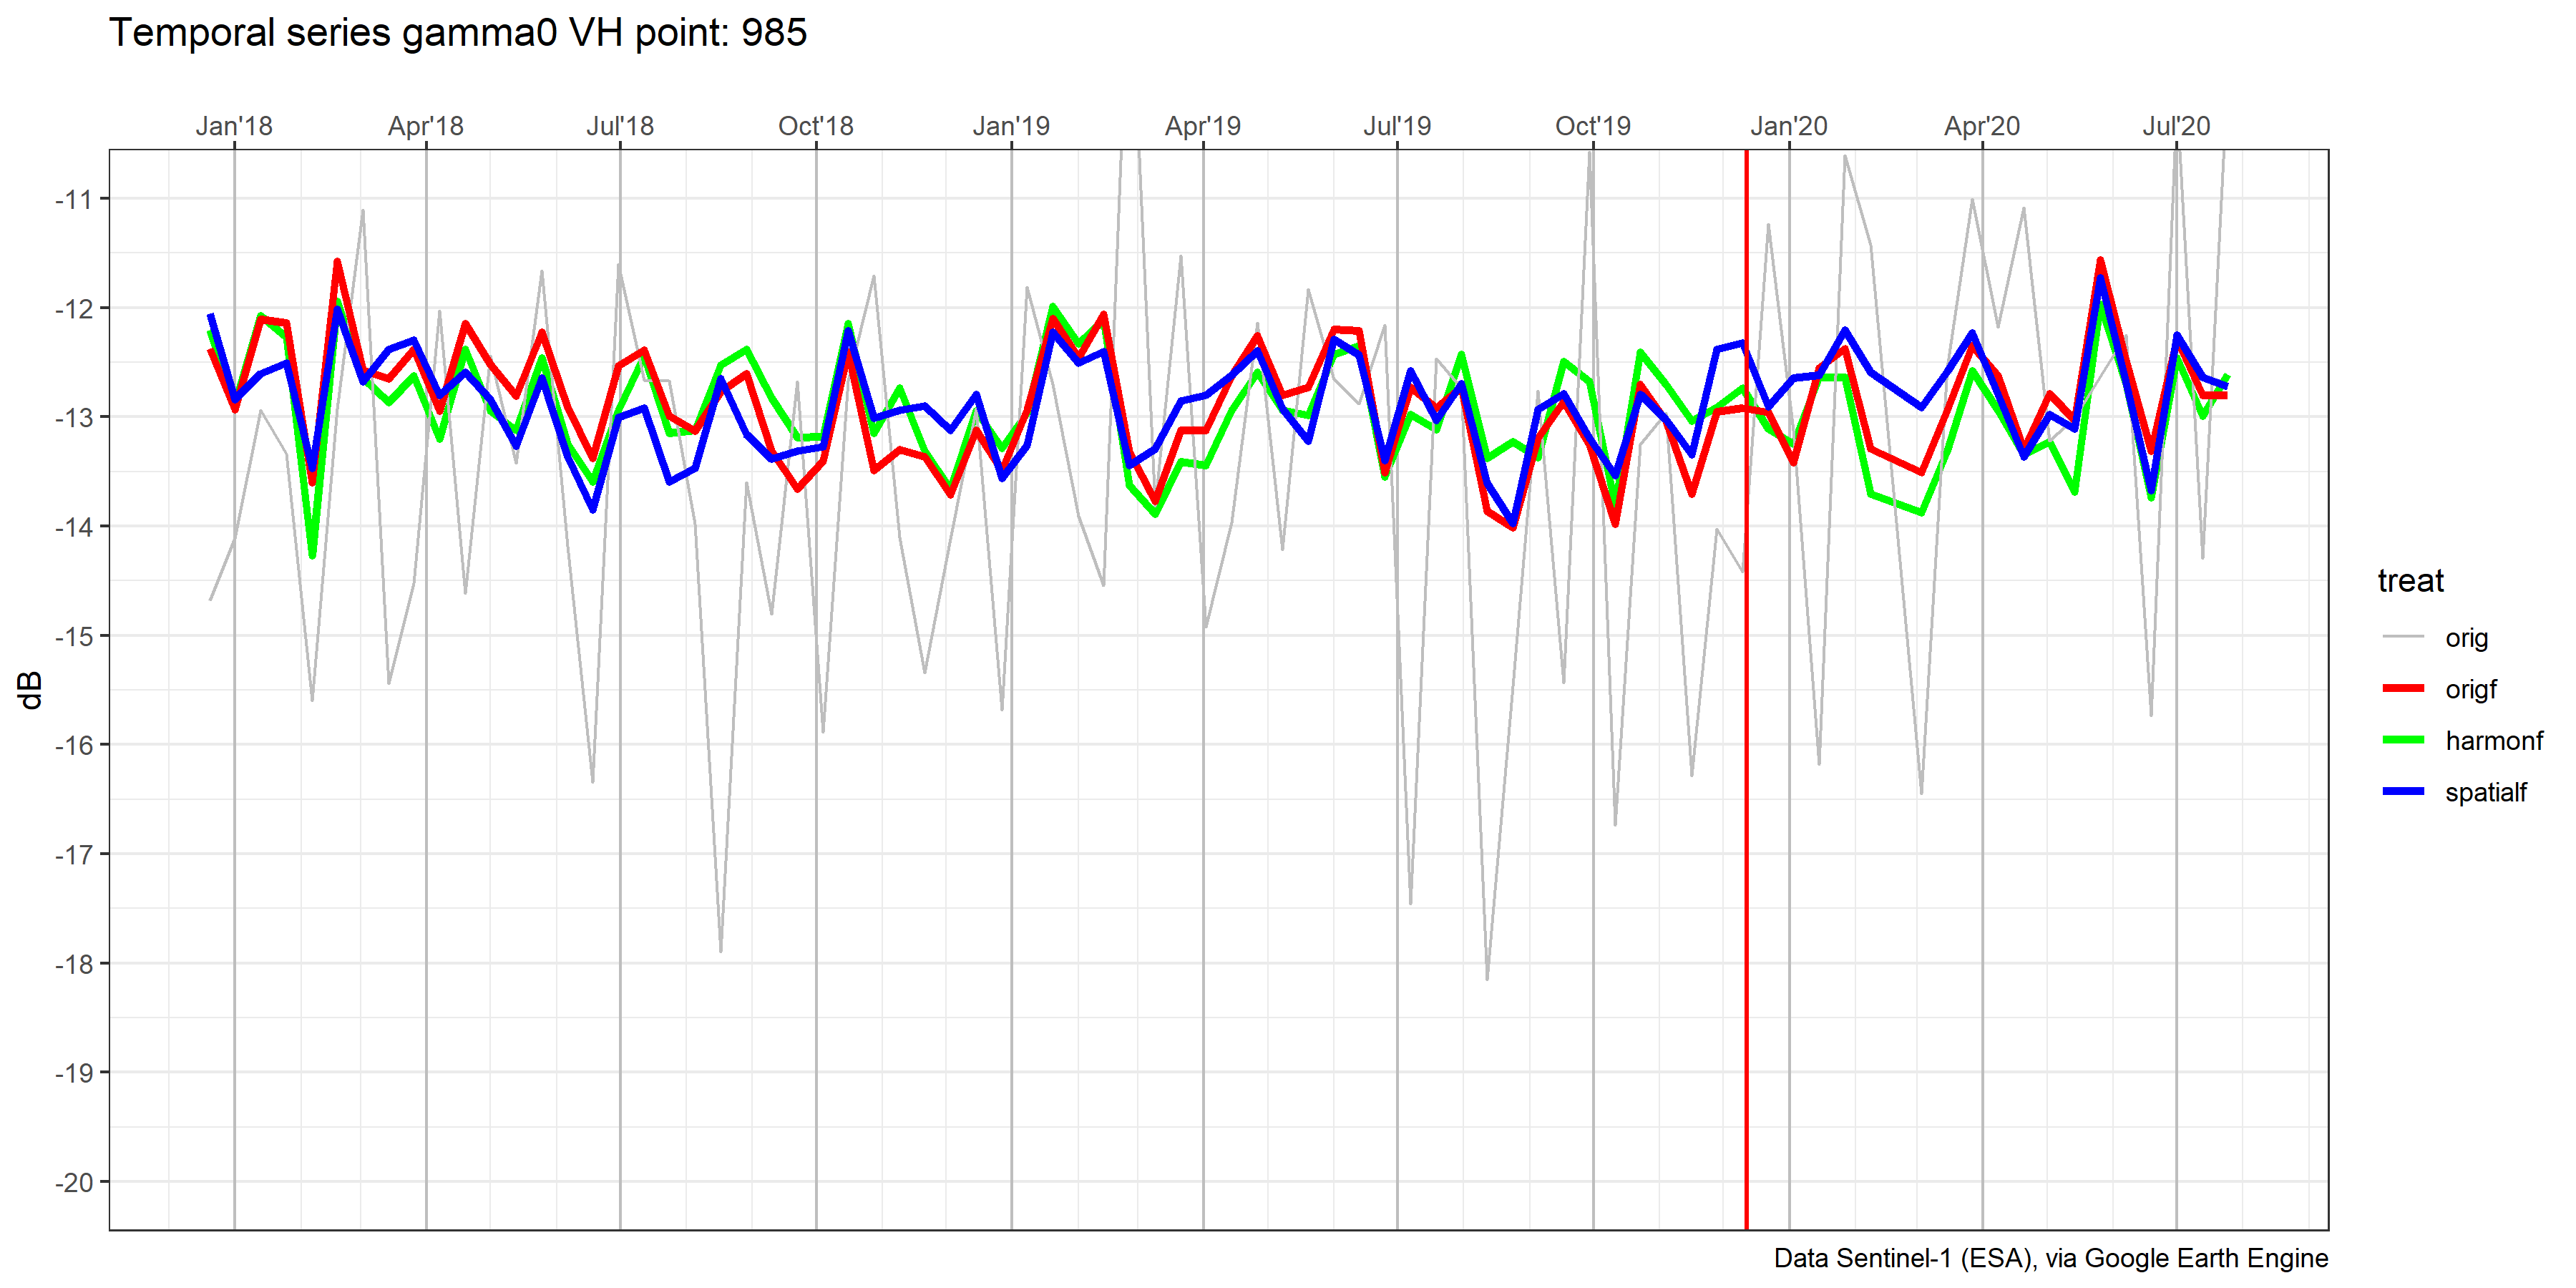 Temporal series gamma0 VH point: 985
Jan'18 Apr'18 Jul'18 Oct'18 Jan'19 Apr'19 Jul'19 Oct'19 Jan'20 Apr'20 Jul'20
-11
-12
-13
-14
-15
-16
-17
-18
-19
-20
dB
treat
orig
origf
harmonf
spatialf
Data Sentinel-1 (ESA), via Google Earth Engine